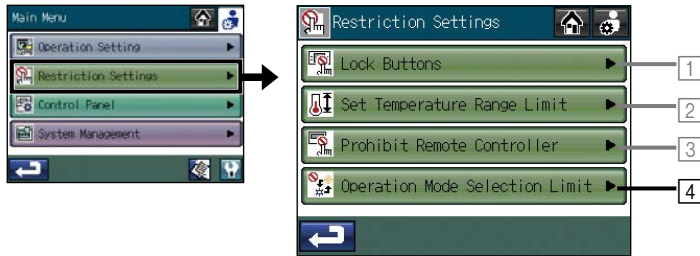 Main Menu
Operation Setting
Restriction Settings
Control Panel
System Management
Restriction Settings
Lock Buttons
1
Set Temperature Range Limit
2
Prohibit Remote Controller
3
Operation Mode Selection Limit
4